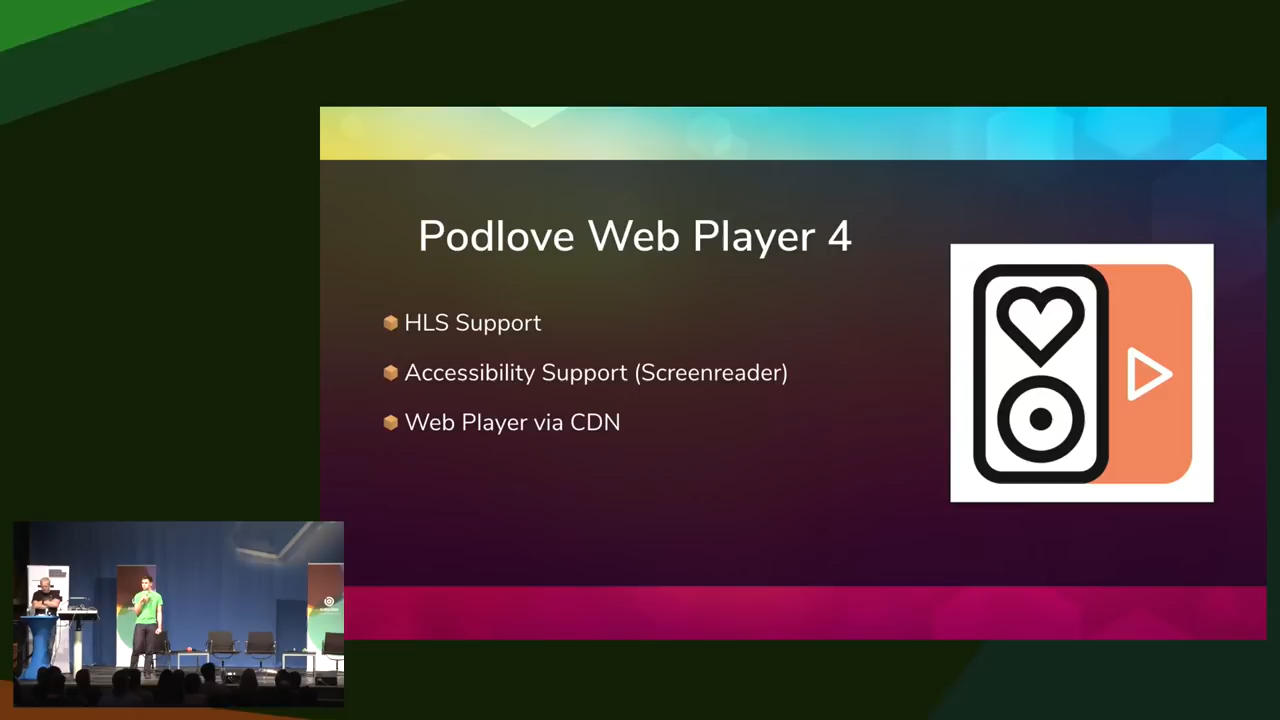 Podlove Web Player 4
HLS Support
Accessibility Support (Screenreader)
Web Player via CDN